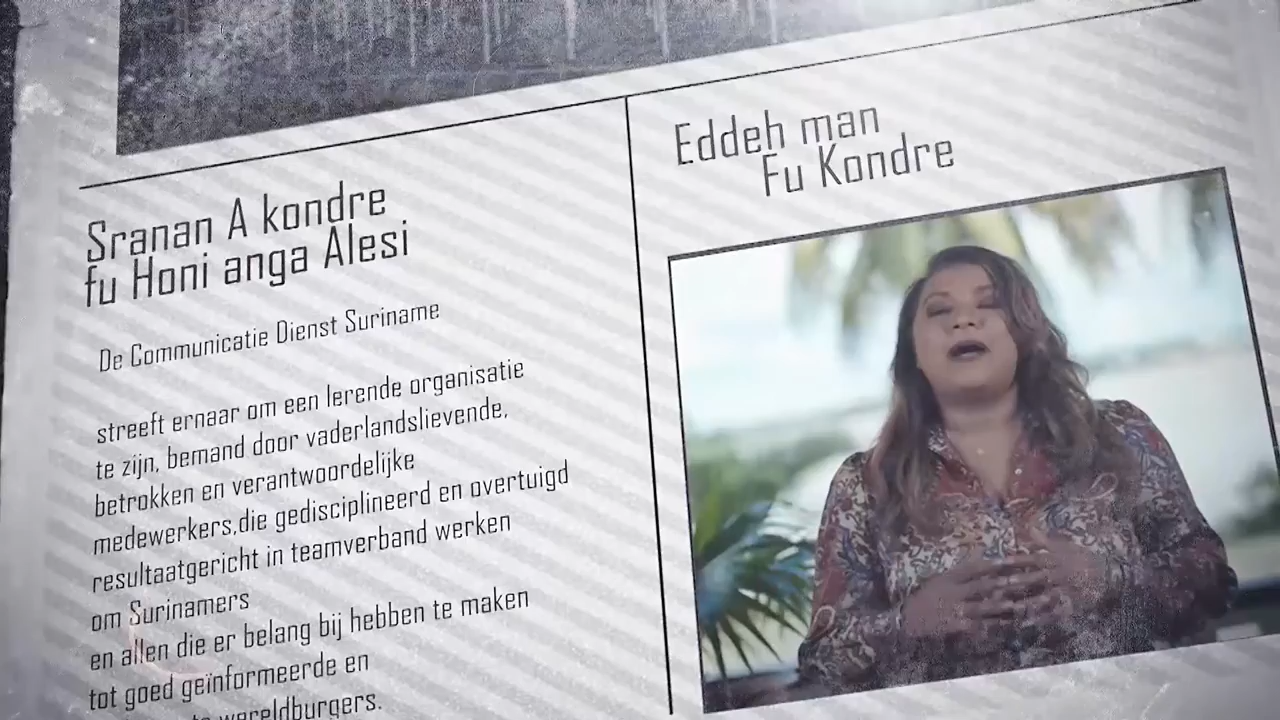 Sranan A kondre
fu Honi anga Alesi
De Communicatie Dienst Suriname
streeft ernaar om een lerende organisatie
te zijn, bemand door vaderlandslievende,
betrokken en verantwoordelijke
medewerkers,die gedisciplineerd en overtuigd
resultaatgericht in teamverband werken
om Surinamers
en allen die er belang bij hebben te maken
tot goed geïnformeerde en
wereldburgers.
Eddeh man
Fu Kondre